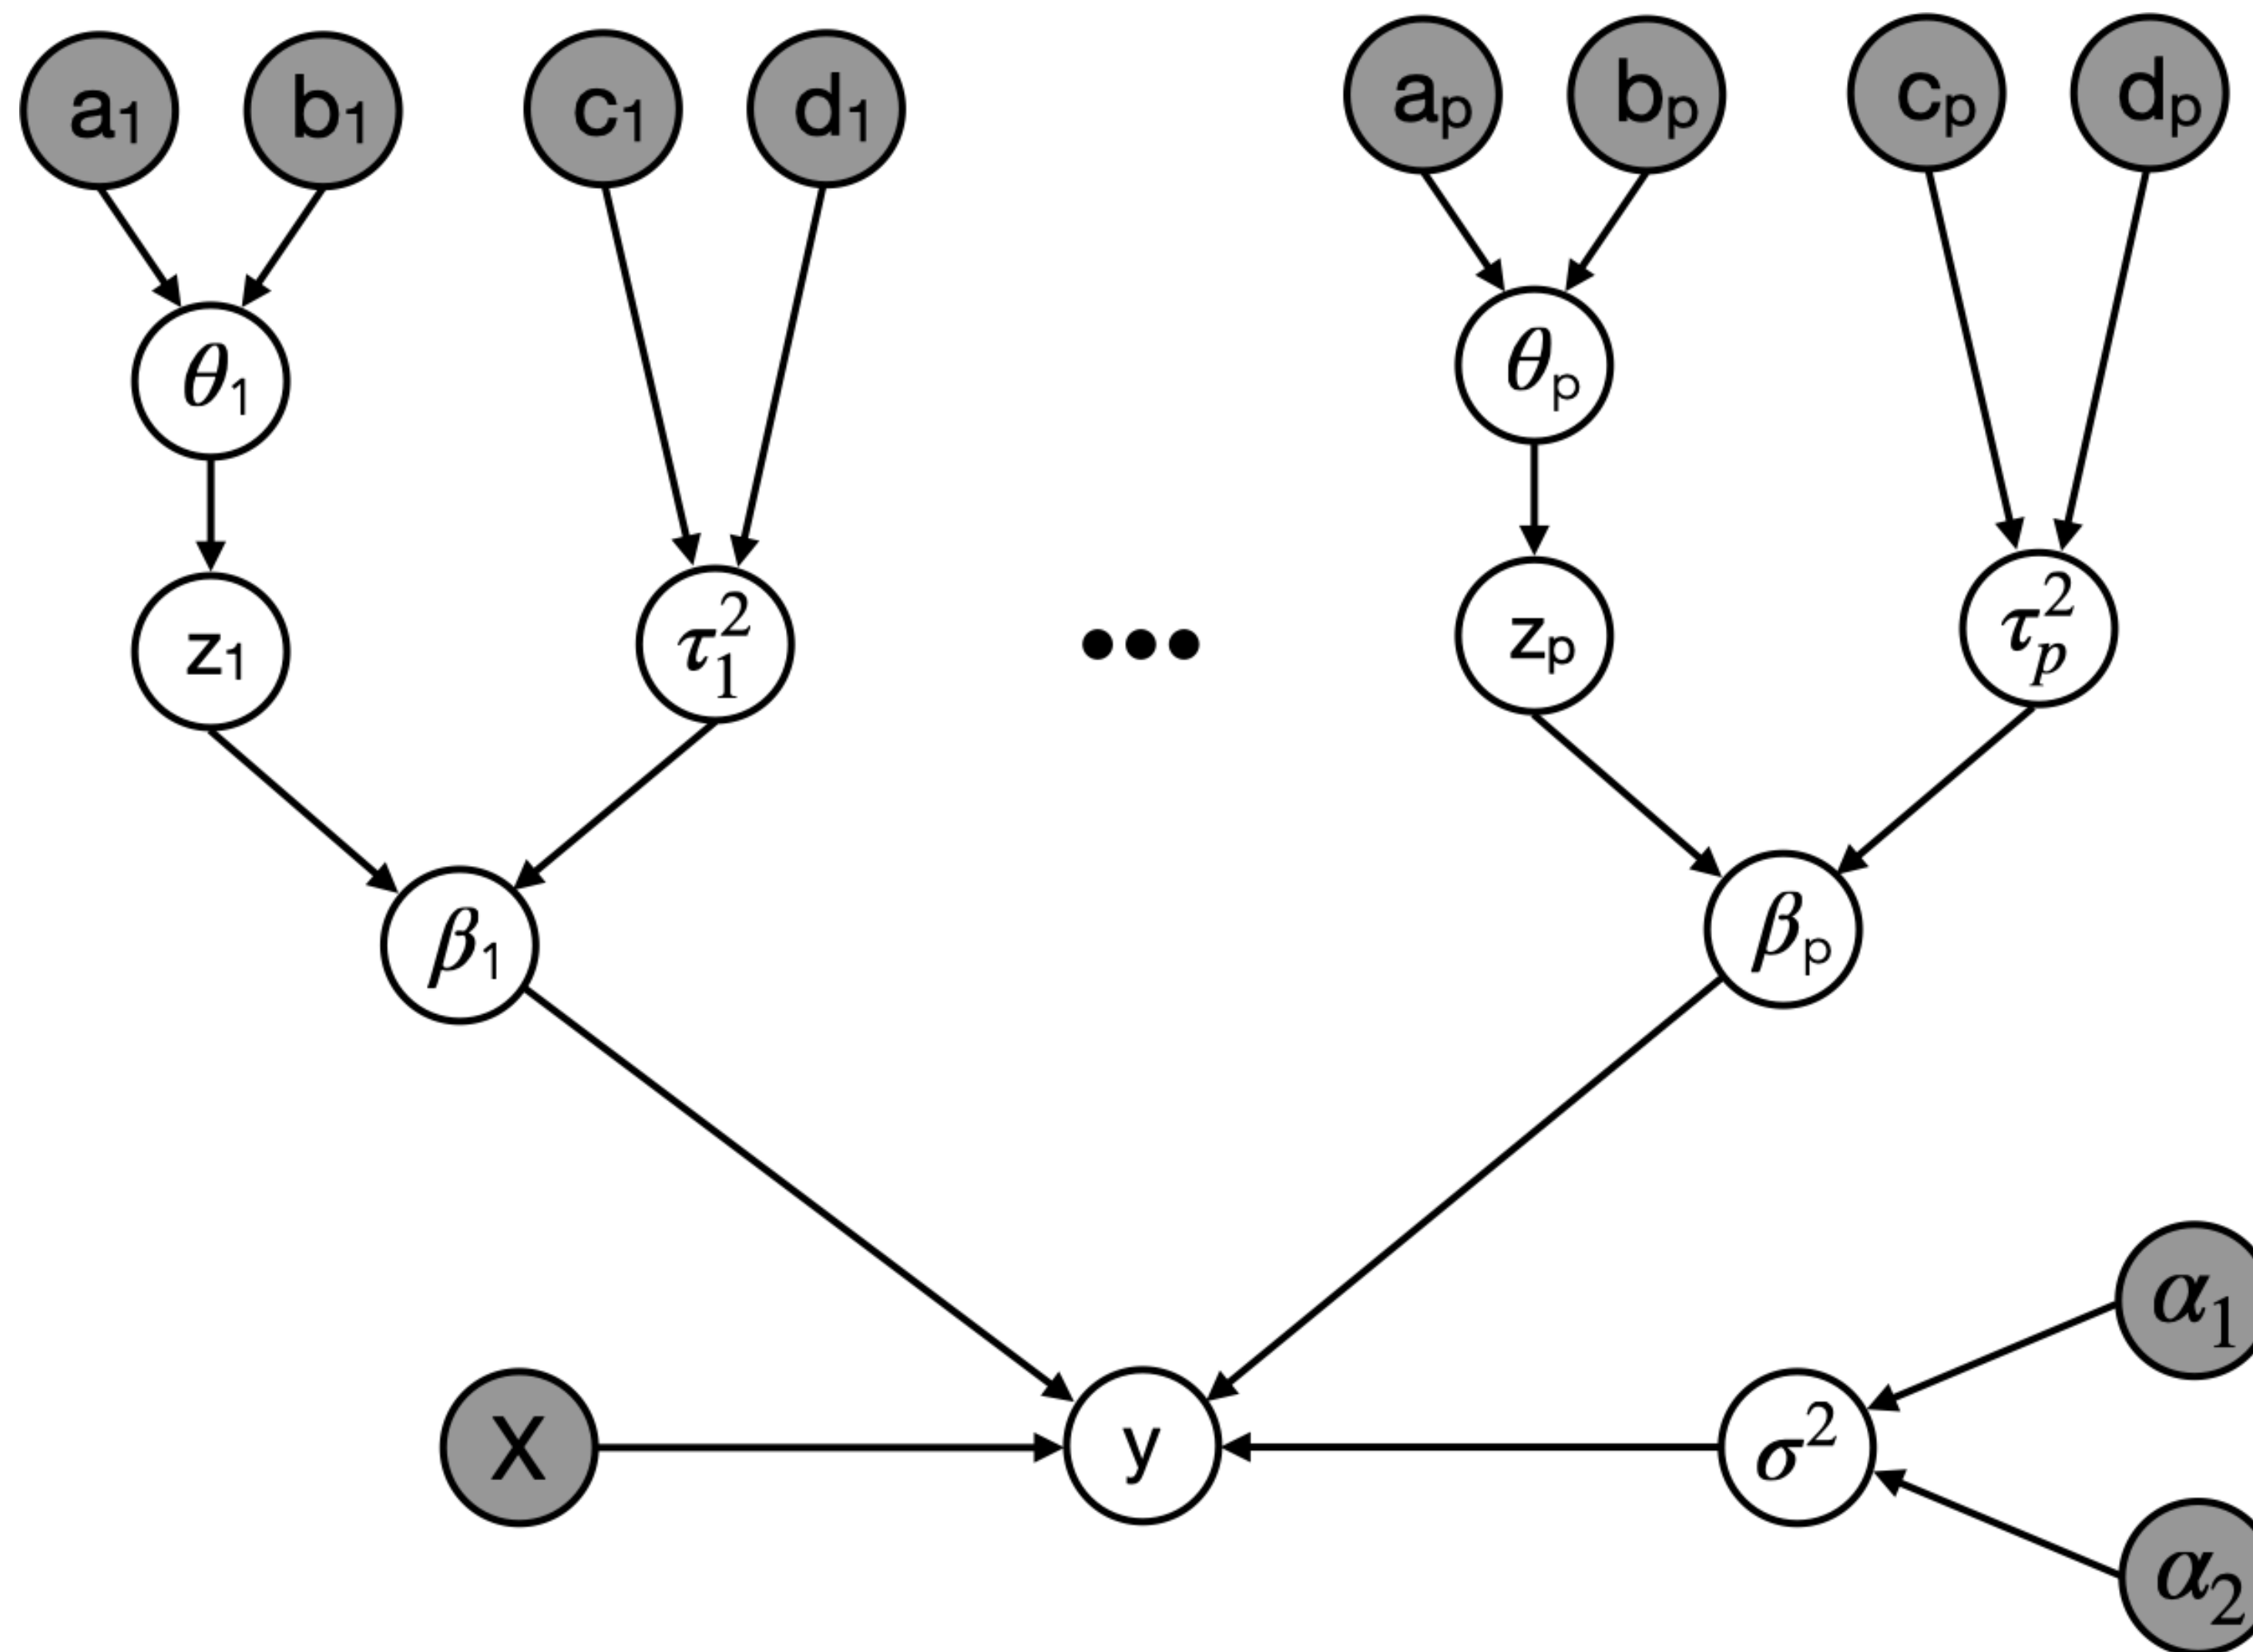 a₁ b₁ c₁ d₁ aₚ bₚ cₚ dₚ
θ₁ θₚ
z₁ τ₁² ••• zₚ τₚ²
β₁ βₚ
α₁
X y σ²
α₂